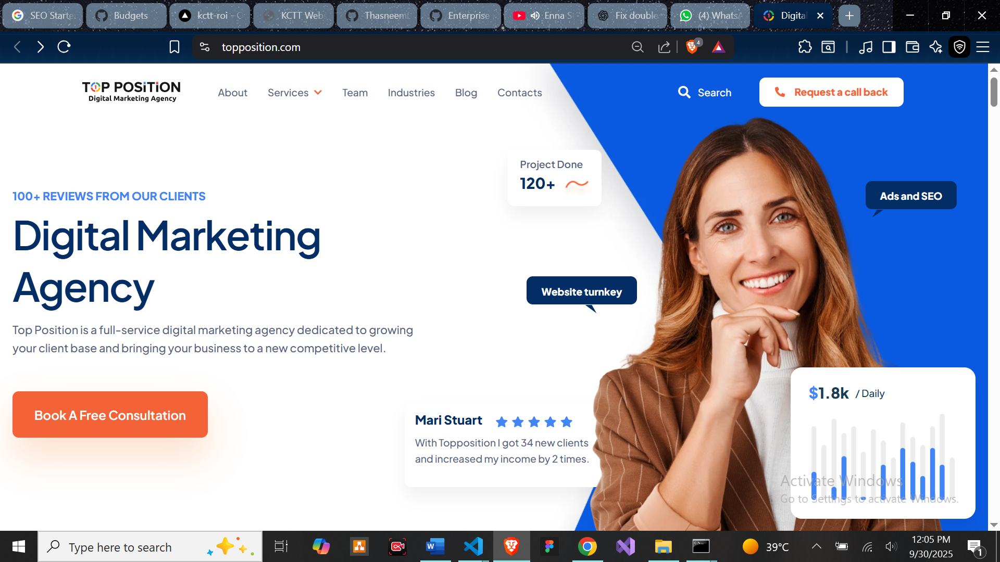 SEO Starte
Budgets
kctt-roi - C
KCTT Web
Thasneem
Enterprise
Enna S
Fix double
(4) WhatsA
Digital
topposition.com
4
TOP POSiTiON
Digital Marketing Agency
About
Services
Team
Industries
Blog
Contacts
Search
Request a call back
Project Done
120+
Ads and SEO
100+ REVIEWS FROM OUR CLIENTS
Digital Marketing
Agency
Website turnkey
Top Position is a full-service digital marketing agency dedicated to growing
your client base and bringing your business to a new competitive level.
Book A Free Consultation
Mari Stuart
With Topposition I got 34 new clients
and increased my income by 2 times.
$1.8k / Daily
Activate Windows
Go to Settings to activate Windows.
Type here to search
39°C
12:05 PM
9/30/2025
1